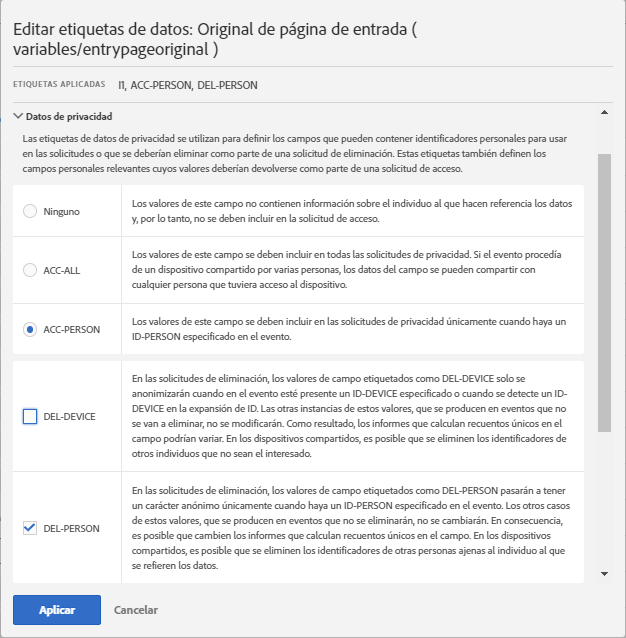 Editar etiquetas de datos: Original de página de entrada (
variables/entrypageoriginal )
ETIQUETAS APLICADAS I1, ACC-PERSON, DEL-PERSON
Datos de privacidad
Las etiquetas de datos de privacidad se utilizan para definir los campos que pueden contener identificadores personales para usar
en las solicitudes o que se deberían eliminar como parte de una solicitud de eliminación. Estas etiquetas también definen los
campos personales relevantes cuyos valores deberían devolverse como parte de una solicitud de acceso.
Ninguno
Los valores de este campo no contienen información sobre el individuo al que hacen referencia los datos
y, por lo tanto, no se deben incluir en la solicitud de acceso.
ACC-ALL
Los valores de este campo se deben incluir en todas las solicitudes de privacidad. Si el evento procedía
de un dispositivo compartido por varias personas, los datos del campo se pueden compartir con
cualquier persona que tuviera acceso al dispositivo.
ACC-PERSON
Los valores de este campo se deben incluir en las solicitudes de privacidad únicamente cuando haya un
ID-PERSON especificado en el evento.
DEL-DEVICE
En las solicitudes de eliminación, los valores de campo etiquetados como DEL-DEVICE solo se
anonimizarán cuando en el evento esté presente un ID-DEVICE especificado o cuando se detecte un ID-
DEVICE en la expansión de ID. Las otras instancias de estos valores, que se producen en eventos que no
se van a eliminar, no se modificarán. Como resultado, los informes que calculan recuentos únicos en el
campo podrían variar. En los dispositivos compartidos, es posible que se eliminen los identificadores de
otros individuos que no sean el interesado.
DEL-PERSON
En las solicitudes de eliminación, los valores de campo etiquetados como DEL-PERSON pasarán a tener
un carácter anónimo únicamente cuando haya un ID-PERSON especificado en el evento. Los otros casos
de estos valores, que se producen en eventos que no se eliminarán, no se cambiarán. En consecuencia,
es posible que cambien los informes que calculan recuentos únicos en el campo. En los dispositivos
compartidos, es posible que se eliminen los identificadores de otras personas ajenas al individuo al que
se refieren los datos.
Aplicar Cancelar